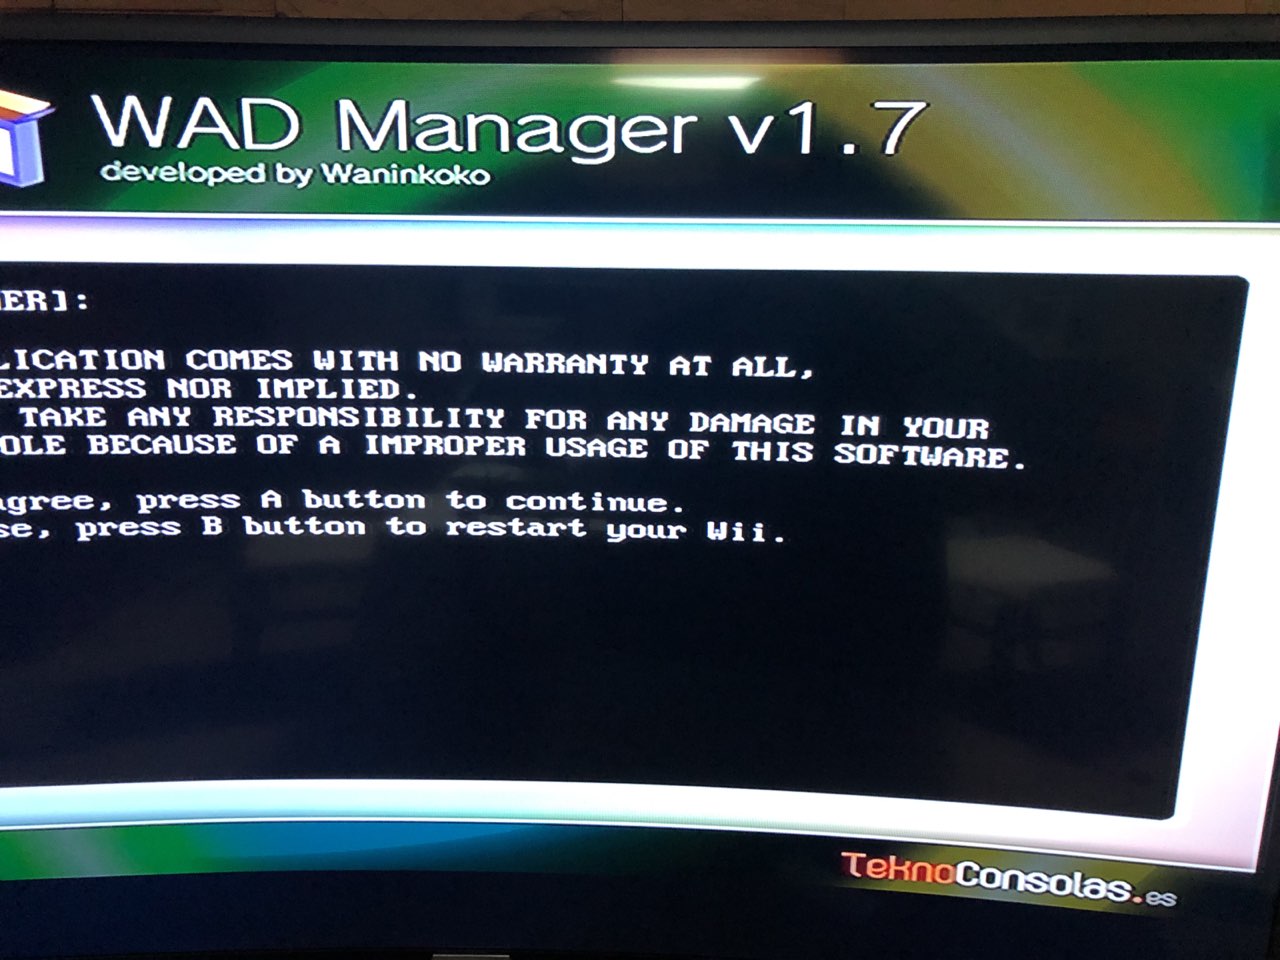 WAD Manager v1.7
developed by Waninkoko
ER]:
LICATION COMES WITH NO WARRANTY AT ALL,
EXPRESS NOR IMPLIED.
TAKE ANY RESPONSIBILITY FOR ANY DAMAGE IN YOUR
OLE BECAUSE OF A IMPROPER USAGE OF THIS SOFTWARE.
gree, press A button to continue.
se, press B button to restart your Wii.
TeknoConsolas.es